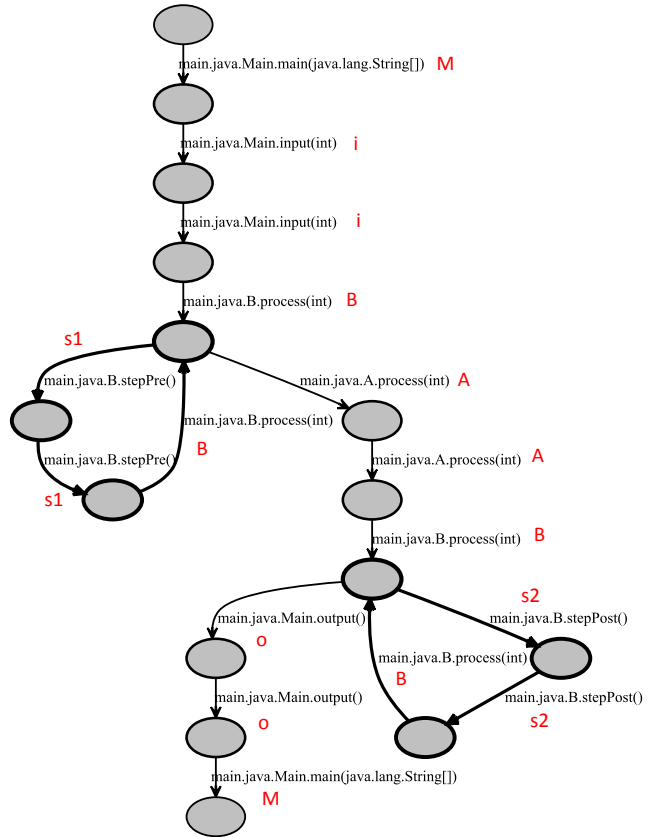 main.java.Main.main(java.lang.String[]) M
main.java.Main.input(int) i
main.java.Main.input(int) i
main.java.B.process(int) B
s1
main.java.B.stepPre()
main.java.A.process(int) A
main.java.B.process(int)
B
main.java.B.stepPre()
s1
main.java.A.process(int) A
main.java.B.process(int) B
s2
main.java.Main.output()
o
main.java.B.stepPost()
main.java.B.process(int)
B
main.java.Main.output()
o
main.java.B.stepPost()
s2
main.java.Main.main(java.lang.String[])
M